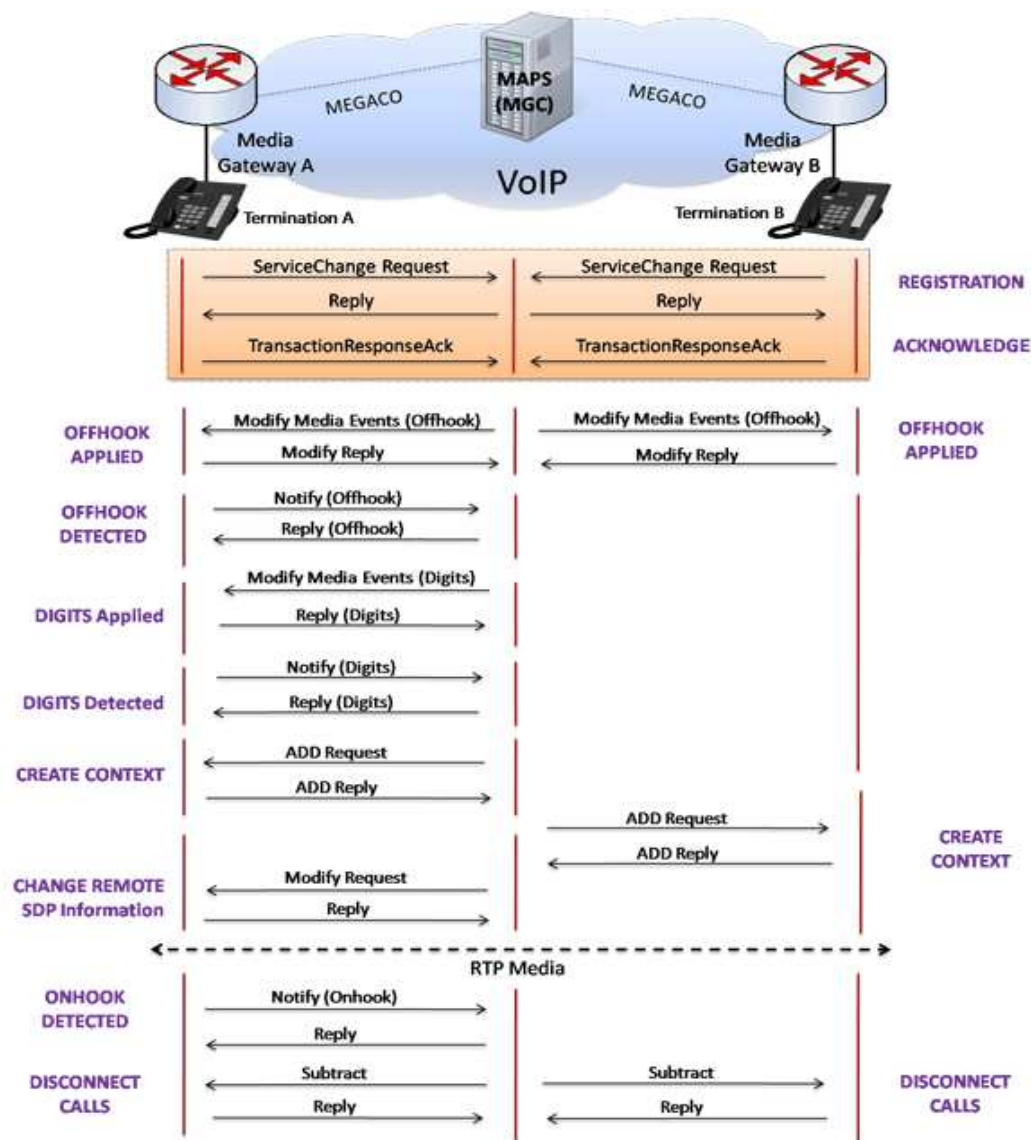 MAPS
(MGC)
MEGACO
MEGACO
Media
Gateway A
Media
Gateway B
VoIP
Termination A
Termination B
ServiceChange Request
ServiceChange Request
REGISTRATION
Reply
Reply
TransactionResponseAck
TransactionResponseAck
ACKNOWLEDGE
OFFHOOK
APPLIED
Modify Media Events (Offhook)
Modify Media Events (Offhook)
OFFHOOK
APPLIED
Modify Reply
Modify Reply
OFFHOOK
DETECTED
Notify (Offhook)
Reply (Offhook)
DIGITS Applied
Modify Media Events (Digits)
Reply (Digits)
DIGITS Detected
Notify (Digits)
Reply (Digits)
CREATE CONTEXT
ADD Request
ADD Reply
ADD Request
ADD Reply
CREATE
CONTEXT
CHANGE REMOTE
SDP Information
Modify Request
Reply
RTP Media
ONHOOK
DETECTED
Notify (Onhook)
Reply
DISCONNECT
CALLS
Subtract
Subtract
Reply
Reply
DISCONNECT
CALLS